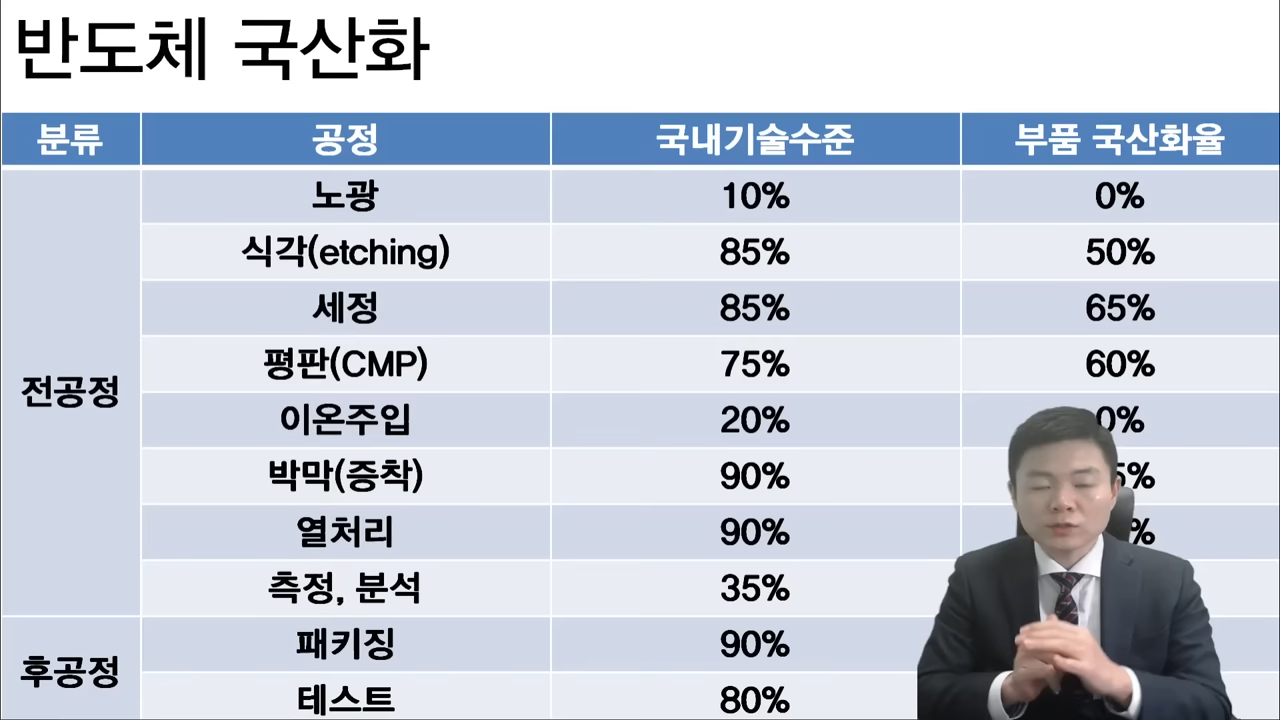 반도체 국산화
분류 공정 국내기술수준 부품 국산화율
노광 10% 0%
식각(etching) 85% 50%
세정 85% 65%
평판(CMP) 75% 60%
전공정
이온주입 20% 0%
박막(증착) 90%
열처리 90%
측정, 분석 35%
패키징 90%
후공정
테스트 80%